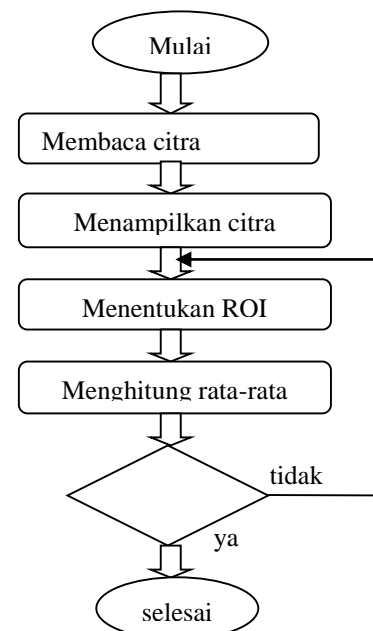 Mulai
Membaca citra
Menampilkan citra
Menentukan ROI
Menghitung rata-rata
tidak
ya
selesai